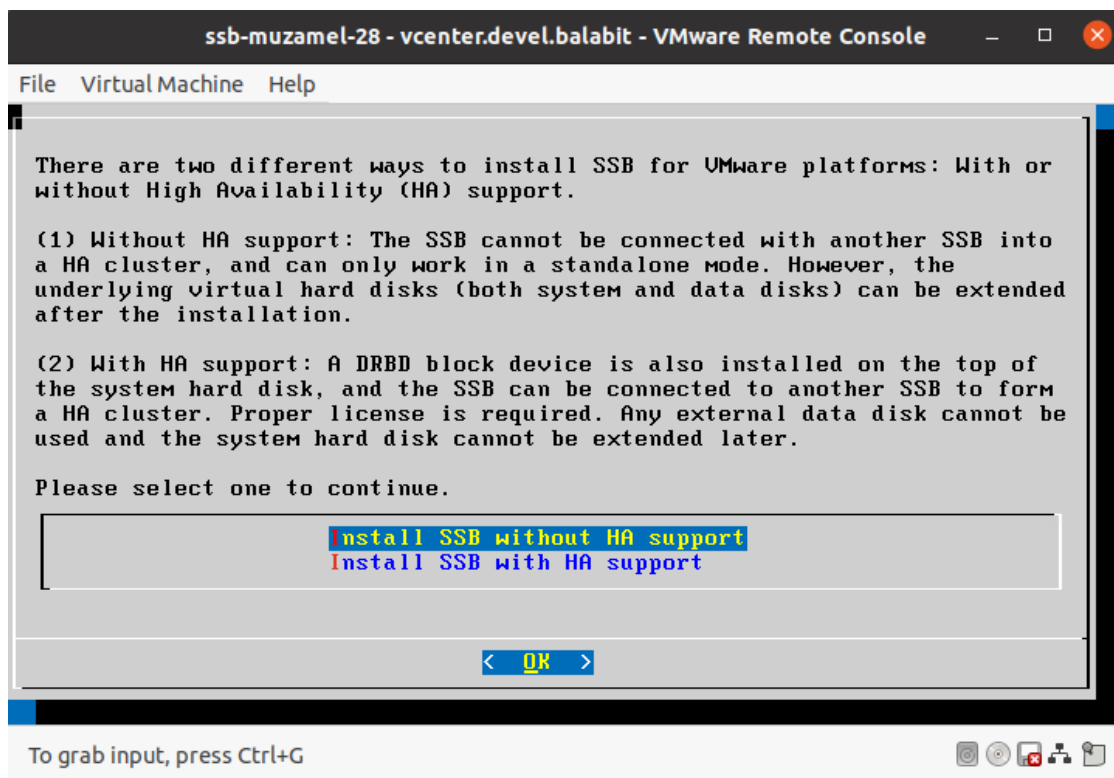 ssb-muzamel-28 - vcenter.devel.balabit - VMware Remote Console
File Virtual Machine Help
There are two different ways to install SSB for VMware platforms: With or
without High Availability (HA) support.
(1) Without HA support: The SSB cannot be connected with another SSB into
a HA cluster, and can only work in a standalone mode. However, the
underlying virtual hard disks (both system and data disks) can be extended
after the installation.
(2) With HA support: A DRBD block device is also installed on the top of
the system hard disk, and the SSB can be connected to another SSB to form
a HA cluster. Proper license is required. Any external data disk cannot be
used and the system hard disk cannot be extended later.
Please select one to continue.
Install SSB without HA support
Install SSB with HA support
< OK >
To grab input, press Ctrl+G